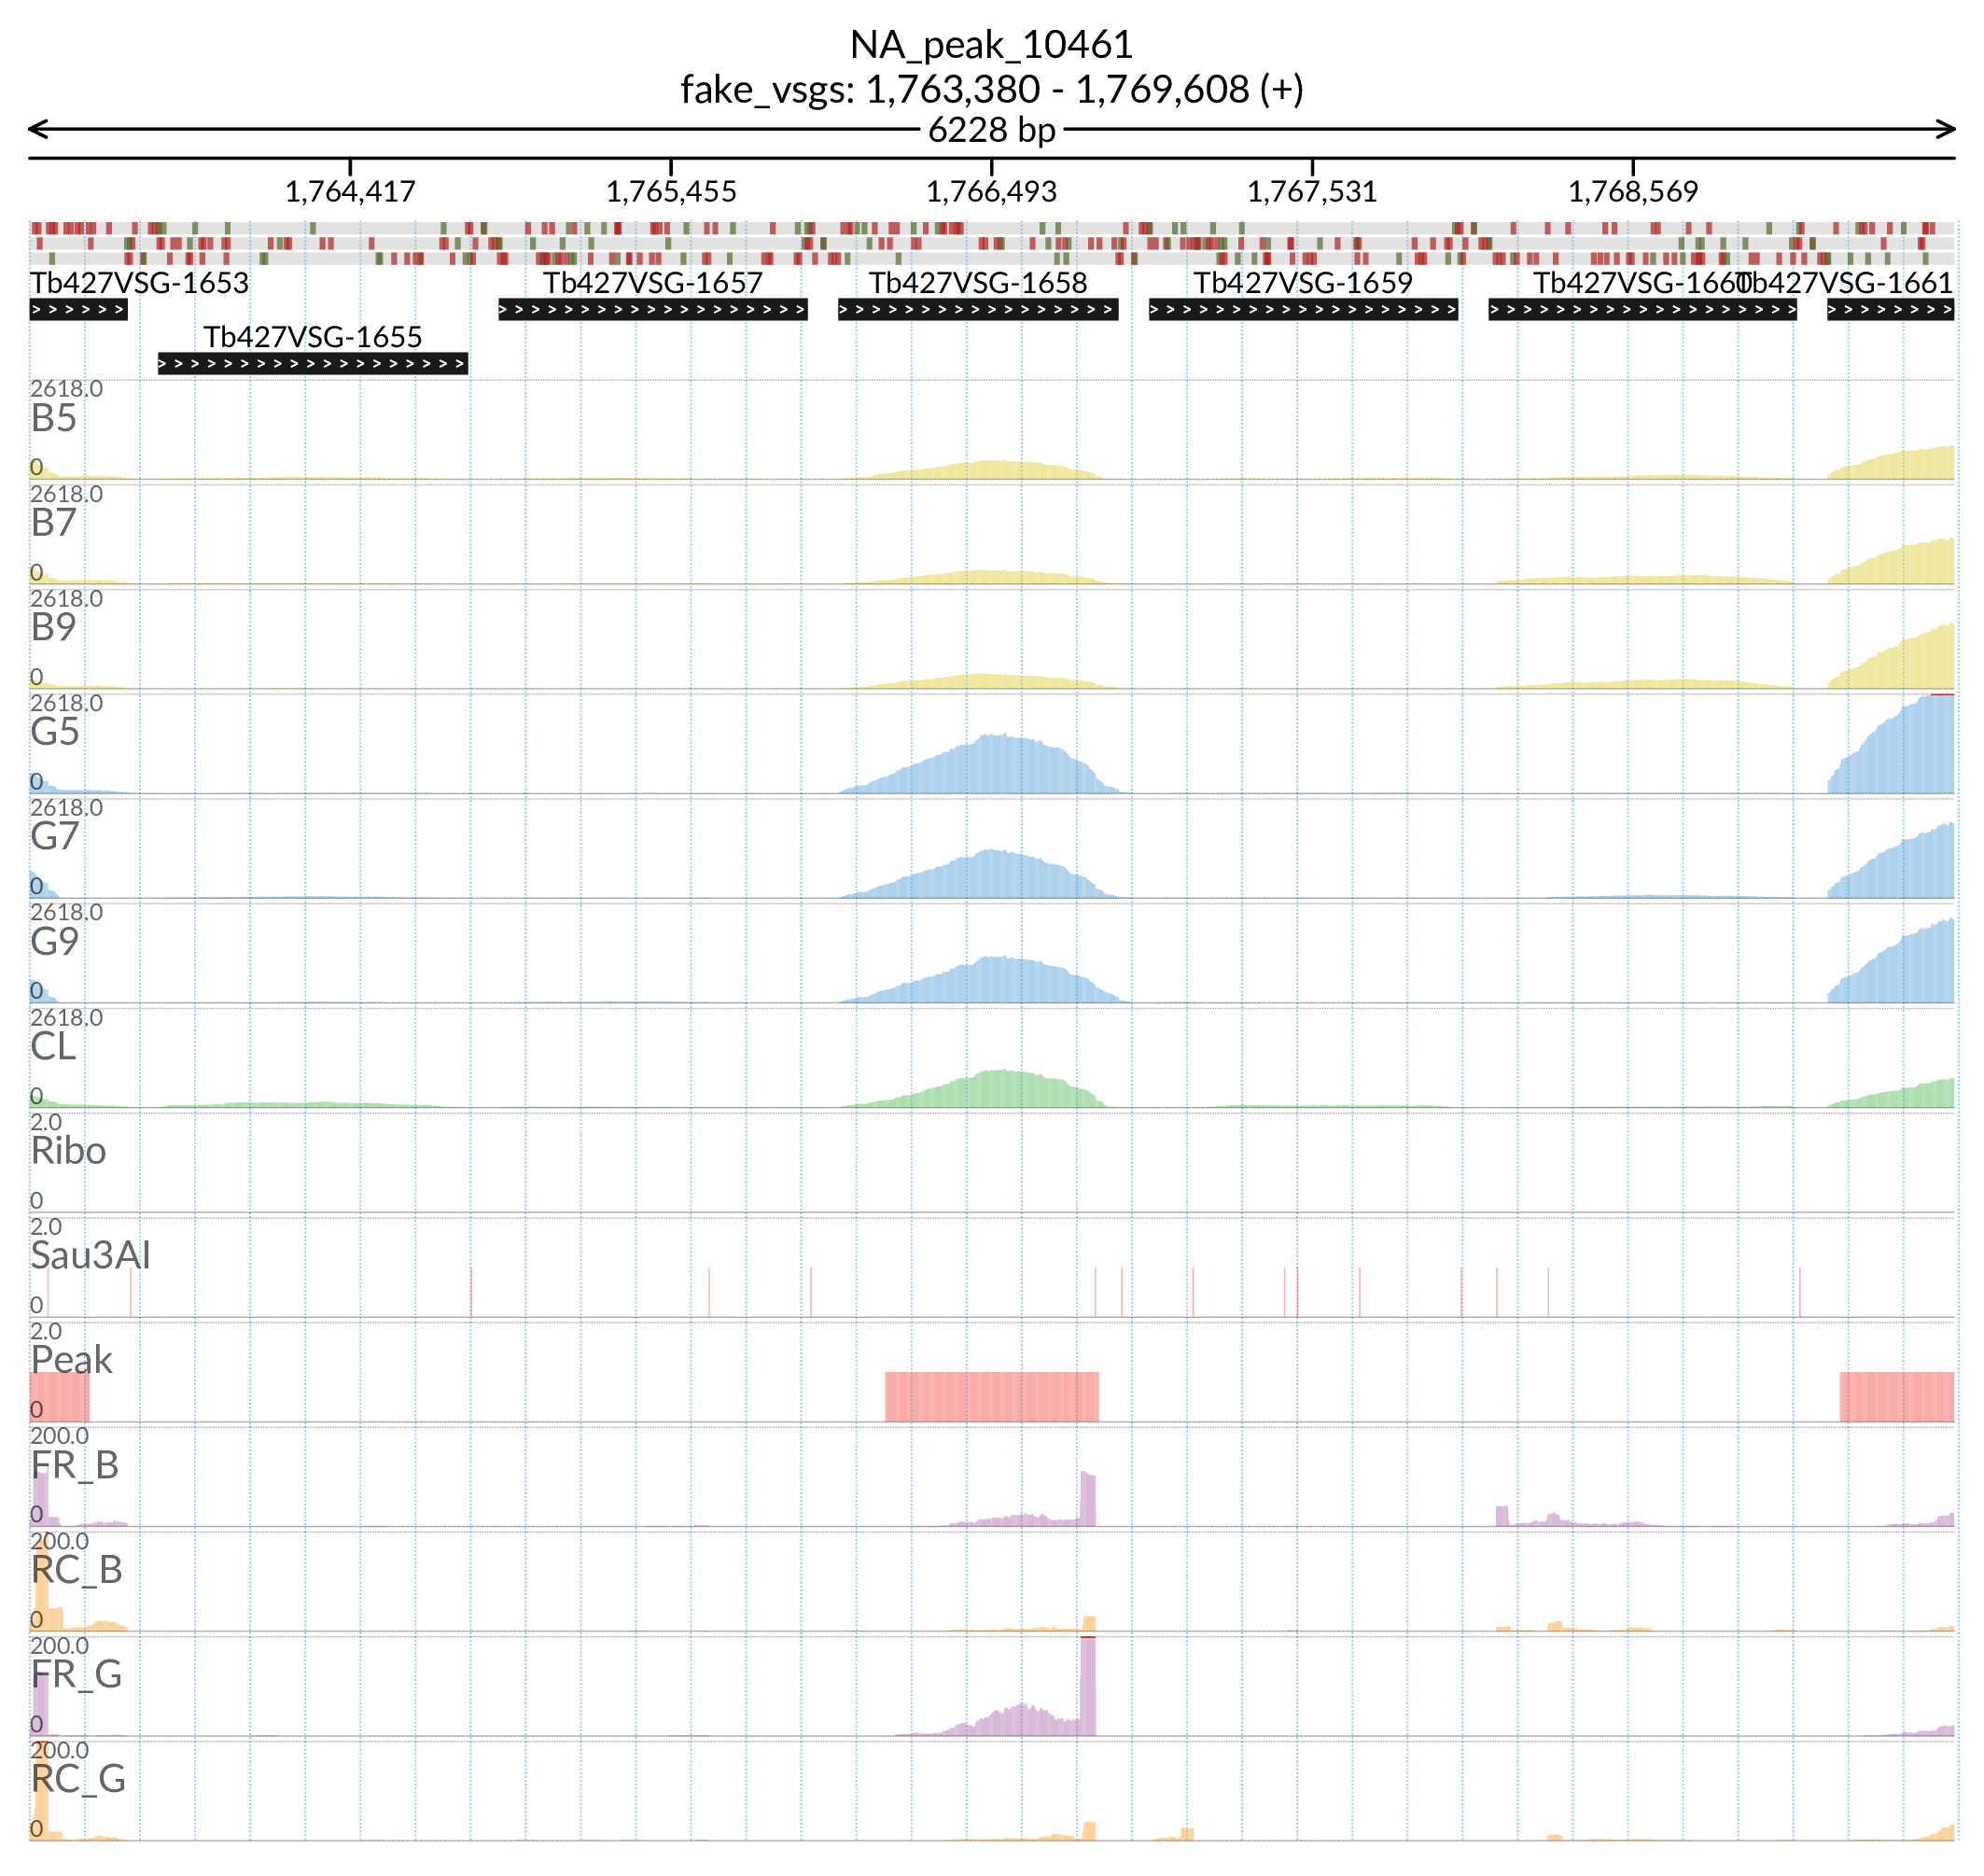 NA_peak_10461
fake_vsgs: 1,763,380 - 1,769,608 (+)
6228 bp
1,764,417 1,765,455 1,766,493 1,767,531 1,768,569
Tb427VSG-1653 Tb427VSG-1657 Tb427VSG-1658 Tb427VSG-1659 Tb427VSG-1660 Tb427VSG-1661
Tb427VSG-1655
2618.0
B5
0
2618.0
B7
0
2618.0
B9
0
2618.0
G5
0
2618.0
G7
0
2618.0
G9
0
2618.0
CL
0
2.0
Ribo
0
2.0
Sau3AI
0
2.0
Peak
0
200.0
FR_B
0
200.0
RC_B
0
200.0
FR_G
0
200.0
RC_G
0